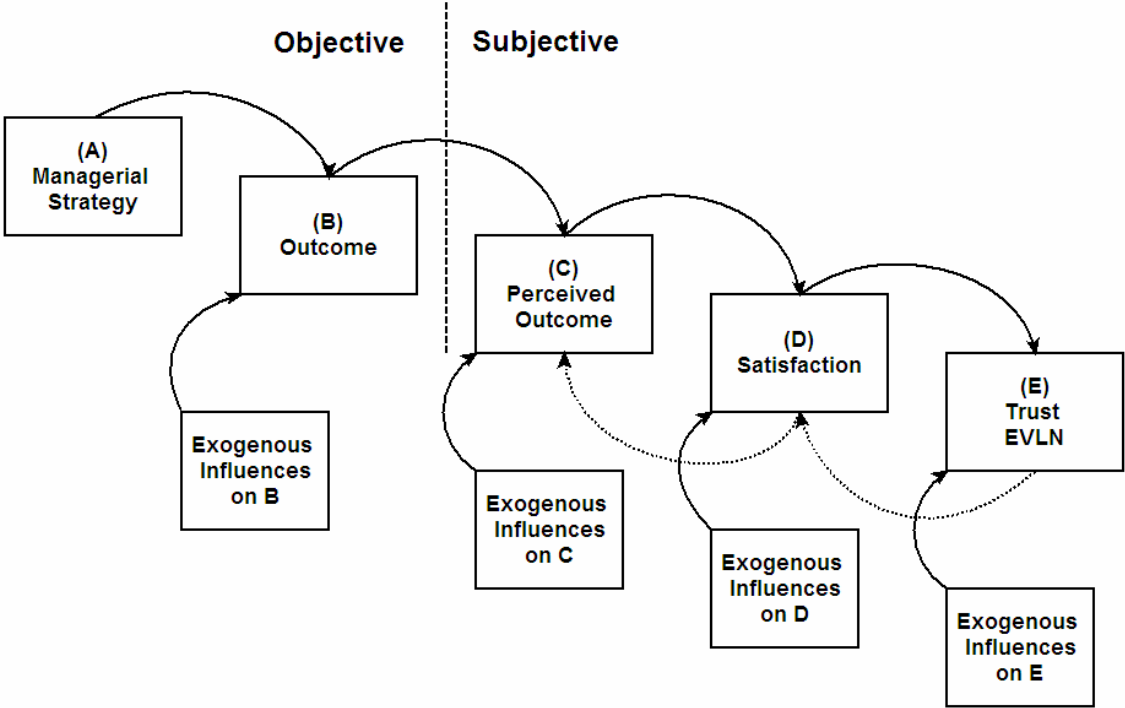 Objective
Subjective
(A)
Managerial
Strategy
(B)
Outcome
(C)
Perceived
Outcome
(D)
Satisfaction
(E)
Trust
EVLN
Exogenous
Influences
on B
Exogenous
Influences
on C
Exogenous
Influences
on D
Exogenous
Influences
on E